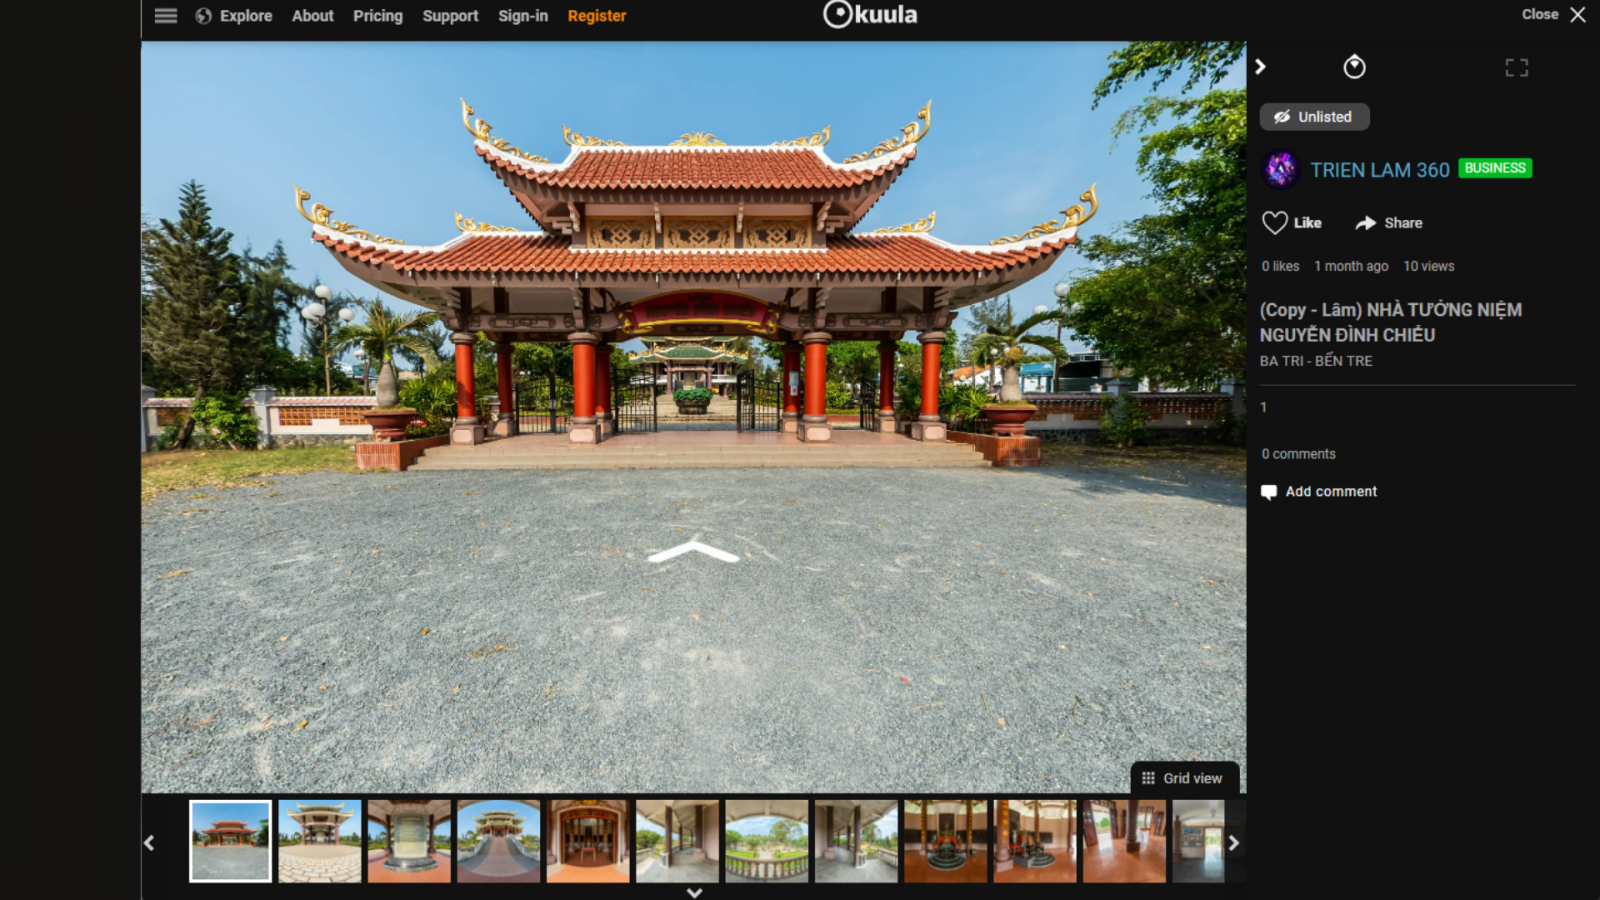 Explore About Pricing Support Sign-in Register
kuula
Close
Unlisted
TRIEN LAM 360 BUSINESS
Like Share
0 likes 1 month ago 10 views
(Copy - Lâm) NHÀ TƯỞNG NIỆM
NGUYỄN ĐÌNH CHIỂU
BA TRI - BẾN TRE
1
0 comments
Add comment
Grid view